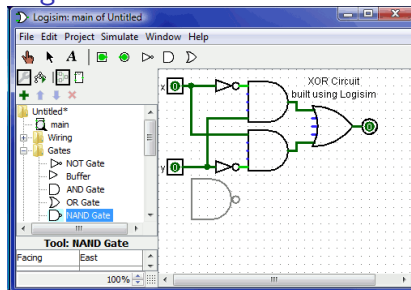 Logisim: main of Untitled
File Edit Project Simulate Window Help
A
Untitled*
main
Wiring
Gates
NOT Gate
Buffer
AND Gate
OR Gate
NAND Gate
Tool: NAND Gate
Facing East
100%
XOR Circuit
built using Logisim
x 0
0
y 0